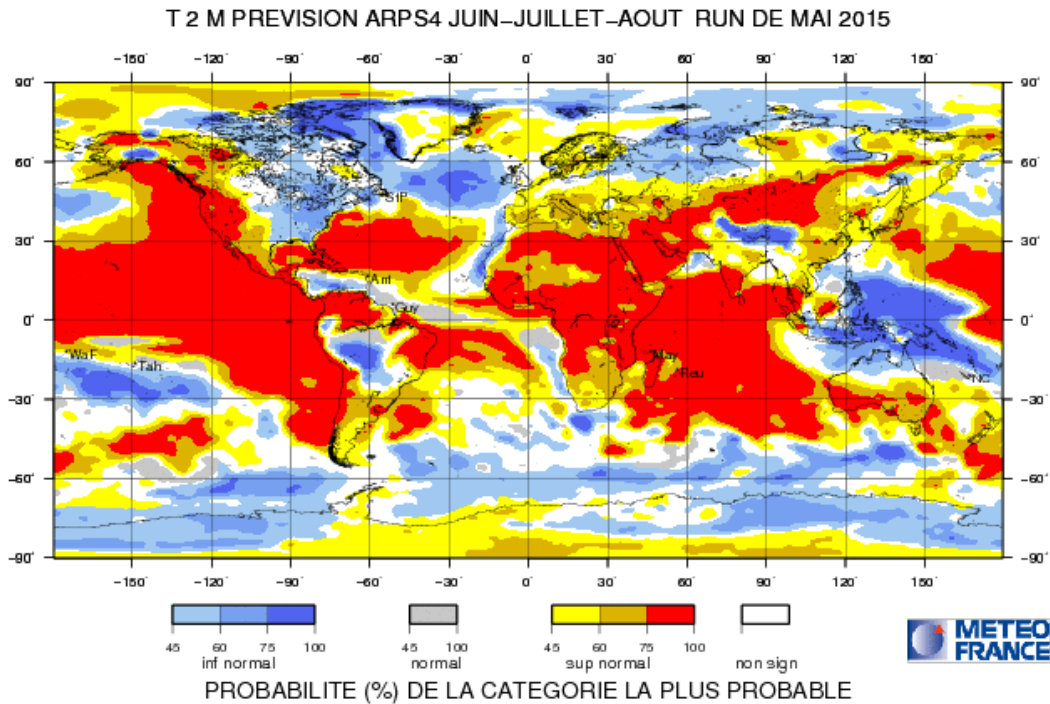 T 2 M PREVISION ARPS4 JUIN-JUILLET-AOUT RUN DE MAI 2015
-150° -120° -90° -60° -30° 0° 30° 60° 90° 120° 150°
90° 90°
60° 60°
StP
30° 30°
Ant
Guy
0° 0°
WaF May
Tah Reu
NC
-30° -30°
-60° -60°
-90° -90°
-150° -120° -90° -60° -30° 0° 30° 60° 90° 120° 150°
45 60 75 100 45 100 45 60 75 100
inf normal normal sup normal non sign
METEO
FRANCE
PROBABILITE (%) DE LA CATEGORIE LA PLUS PROBABLE